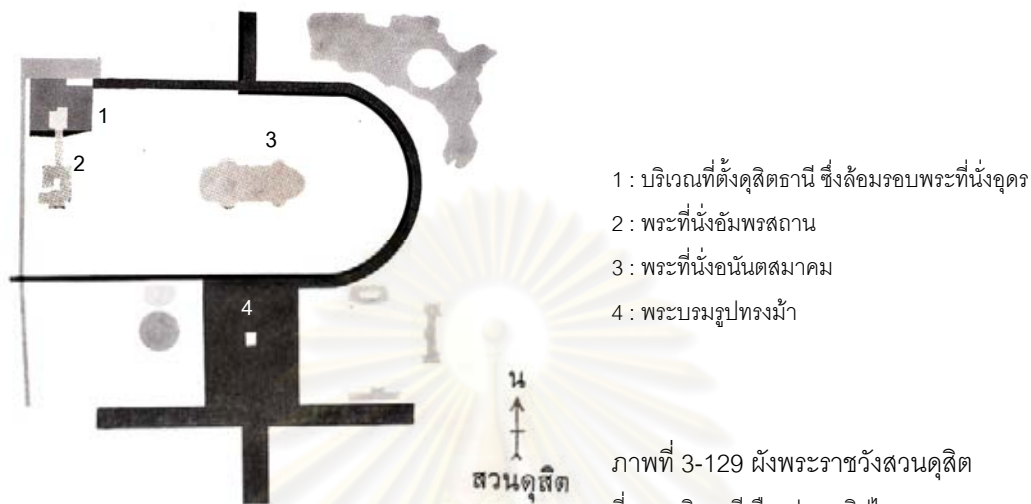 1
2
3
4
น
สวนดุสิต
1 : บริเวณที่ตั้งดุสิตธานี ซึ่งล้อมรอบพระที่นั่งอุดร
2 : พระที่นั่งอัมพรสถาน
3 : พระที่นั่งอนันตสมาคม
4 : พระบรมรูปทรงม้า
ภาพที่ 3-129 ผังพระราชวังสวนดุสิต